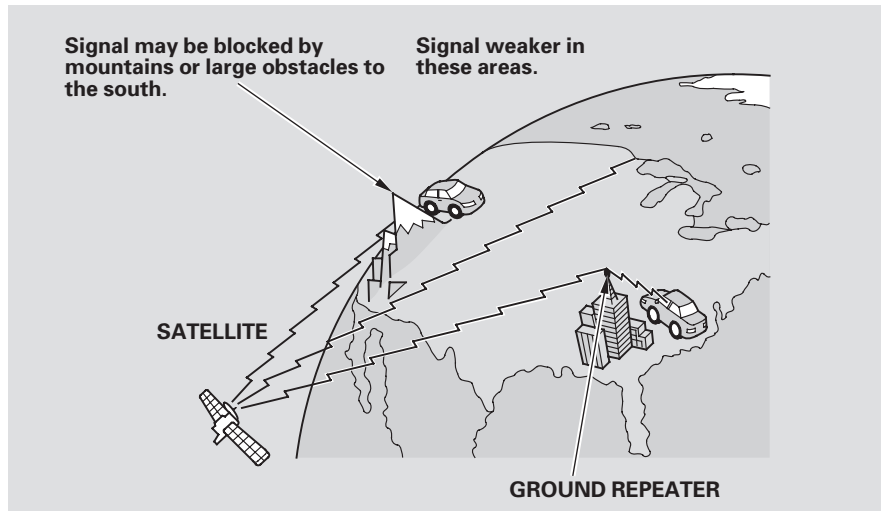 Signal may be blocked by
mountains or large obstacles to
the south.
Signal weaker in
these areas.
SATELLITE
GROUND REPEATER